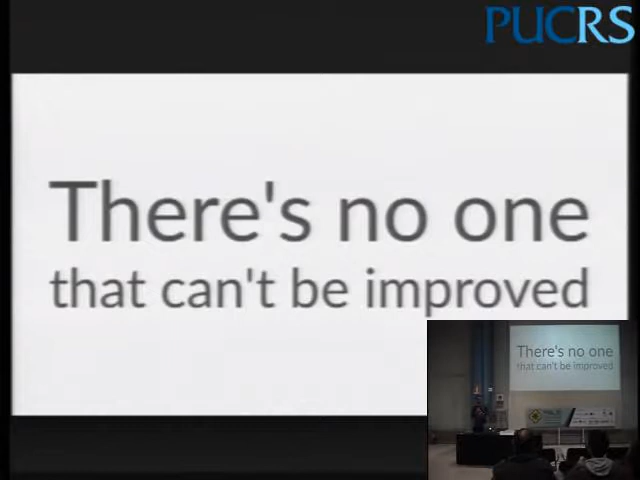 PUCRS
There's no one
that can't be improved
There's no one
that can't be improved